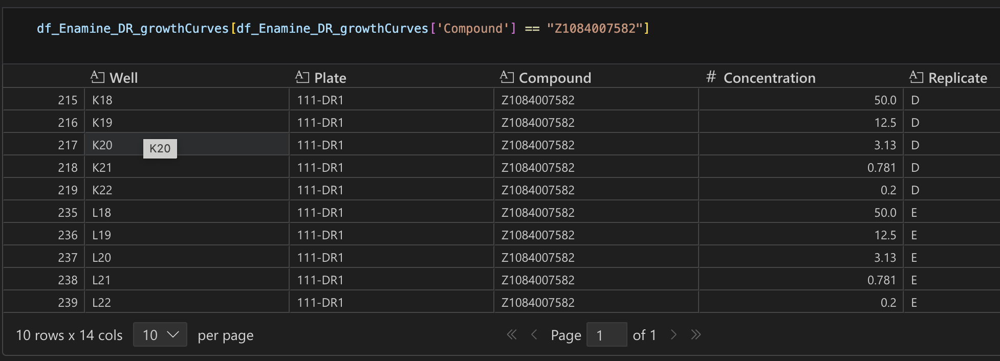 df_Enamine_DR_growthCurves[df_Enamine_DR_growthCurves['Compound'] == "Z1084007582"]
Well Plate Compound # Concentration Replicate
215 K18 111-DR1 Z1084007582 50.0 D
216 K19 111-DR1 Z1084007582 12.5 D
217 K20 K20 111-DR1 Z1084007582 3.13 D
218 K21 111-DR1 Z1084007582 0.781 D
219 K22 111-DR1 Z1084007582 0.2 D
235 L18 111-DR1 Z1084007582 50.0 E
236 L19 111-DR1 Z1084007582 12.5 E
237 L20 111-DR1 Z1084007582 3.13 E
238 L21 111-DR1 Z1084007582 0.781 E
239 L22 111-DR1 Z1084007582 0.2 E
10 rows x 14 cols 10 per page Page 1 of 1